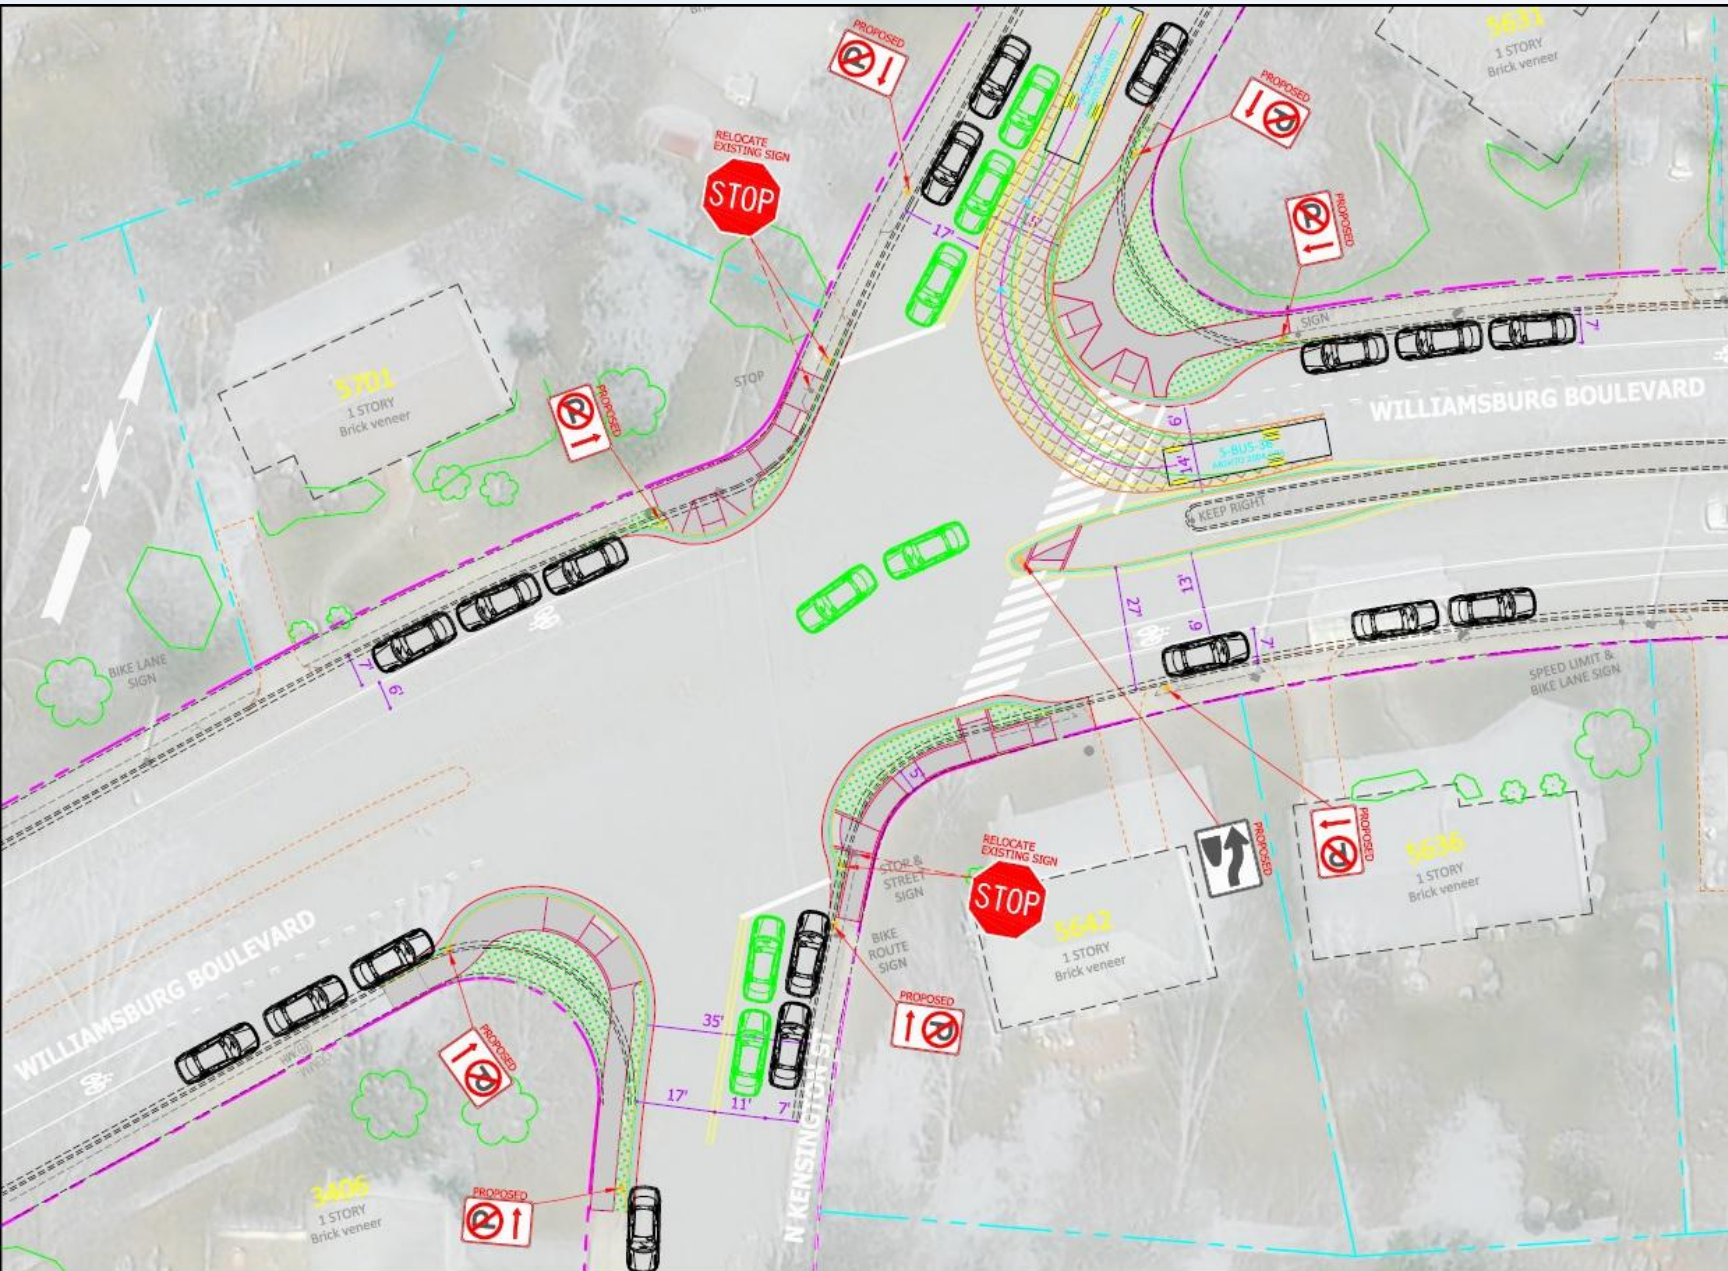 5631
1 STORY
Brick veneer
PROPOSED
P
PROPOSED
P
RELOCATE
EXISTING SIGN
STOP
PROPOSED
P
17'
SIGN
7'
5701
1 STORY
Brick veneer
STOP
PROPOSED
P
WILLIAMSBURG BOULEVARD
6'
14'
S-BUS-36
KEEP RIGHT
13'
27'
6'
7'
BIKE LANE
SIGN
7'
6'
SPEED LIMIT &
BIKE LANE SIGN
5'
5636
1 STORY
Brick veneer
PROPOSED
P
PROPOSED
RELOCATE
EXISTING SIGN
STOP
STOP &
STREET
SIGN
BIKE
ROUTE
SIGN
5642
1 STORY
Brick veneer
WILLIAMSBURG BOULEVARD
PROPOSED
P
PROPOSED
P
35'
17'
11'
7'
N KENSINGTON ST
3406
1 STORY
Brick veneer
PROPOSED
P